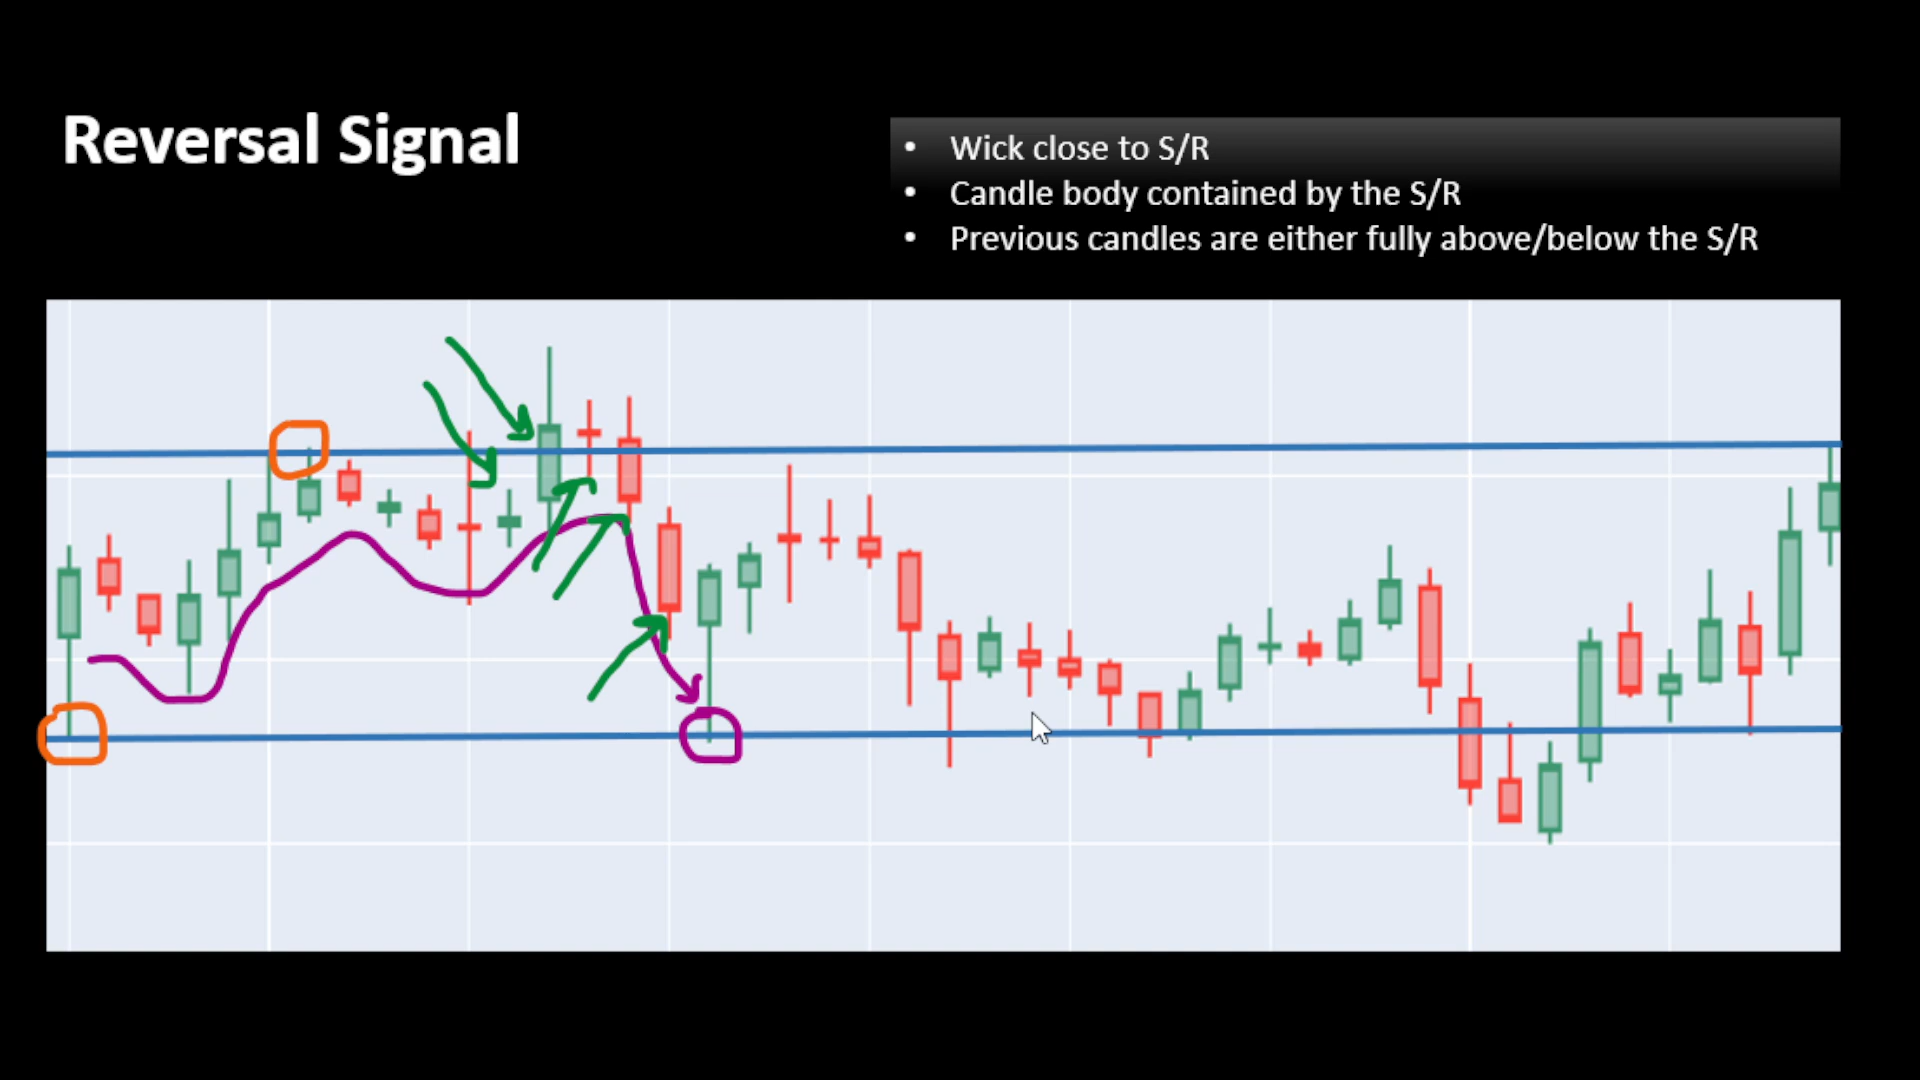 Reversal Signal
• Wick close to S/R
• Candle body contained by the S/R
• Previous candles are either fully above/below the S/R